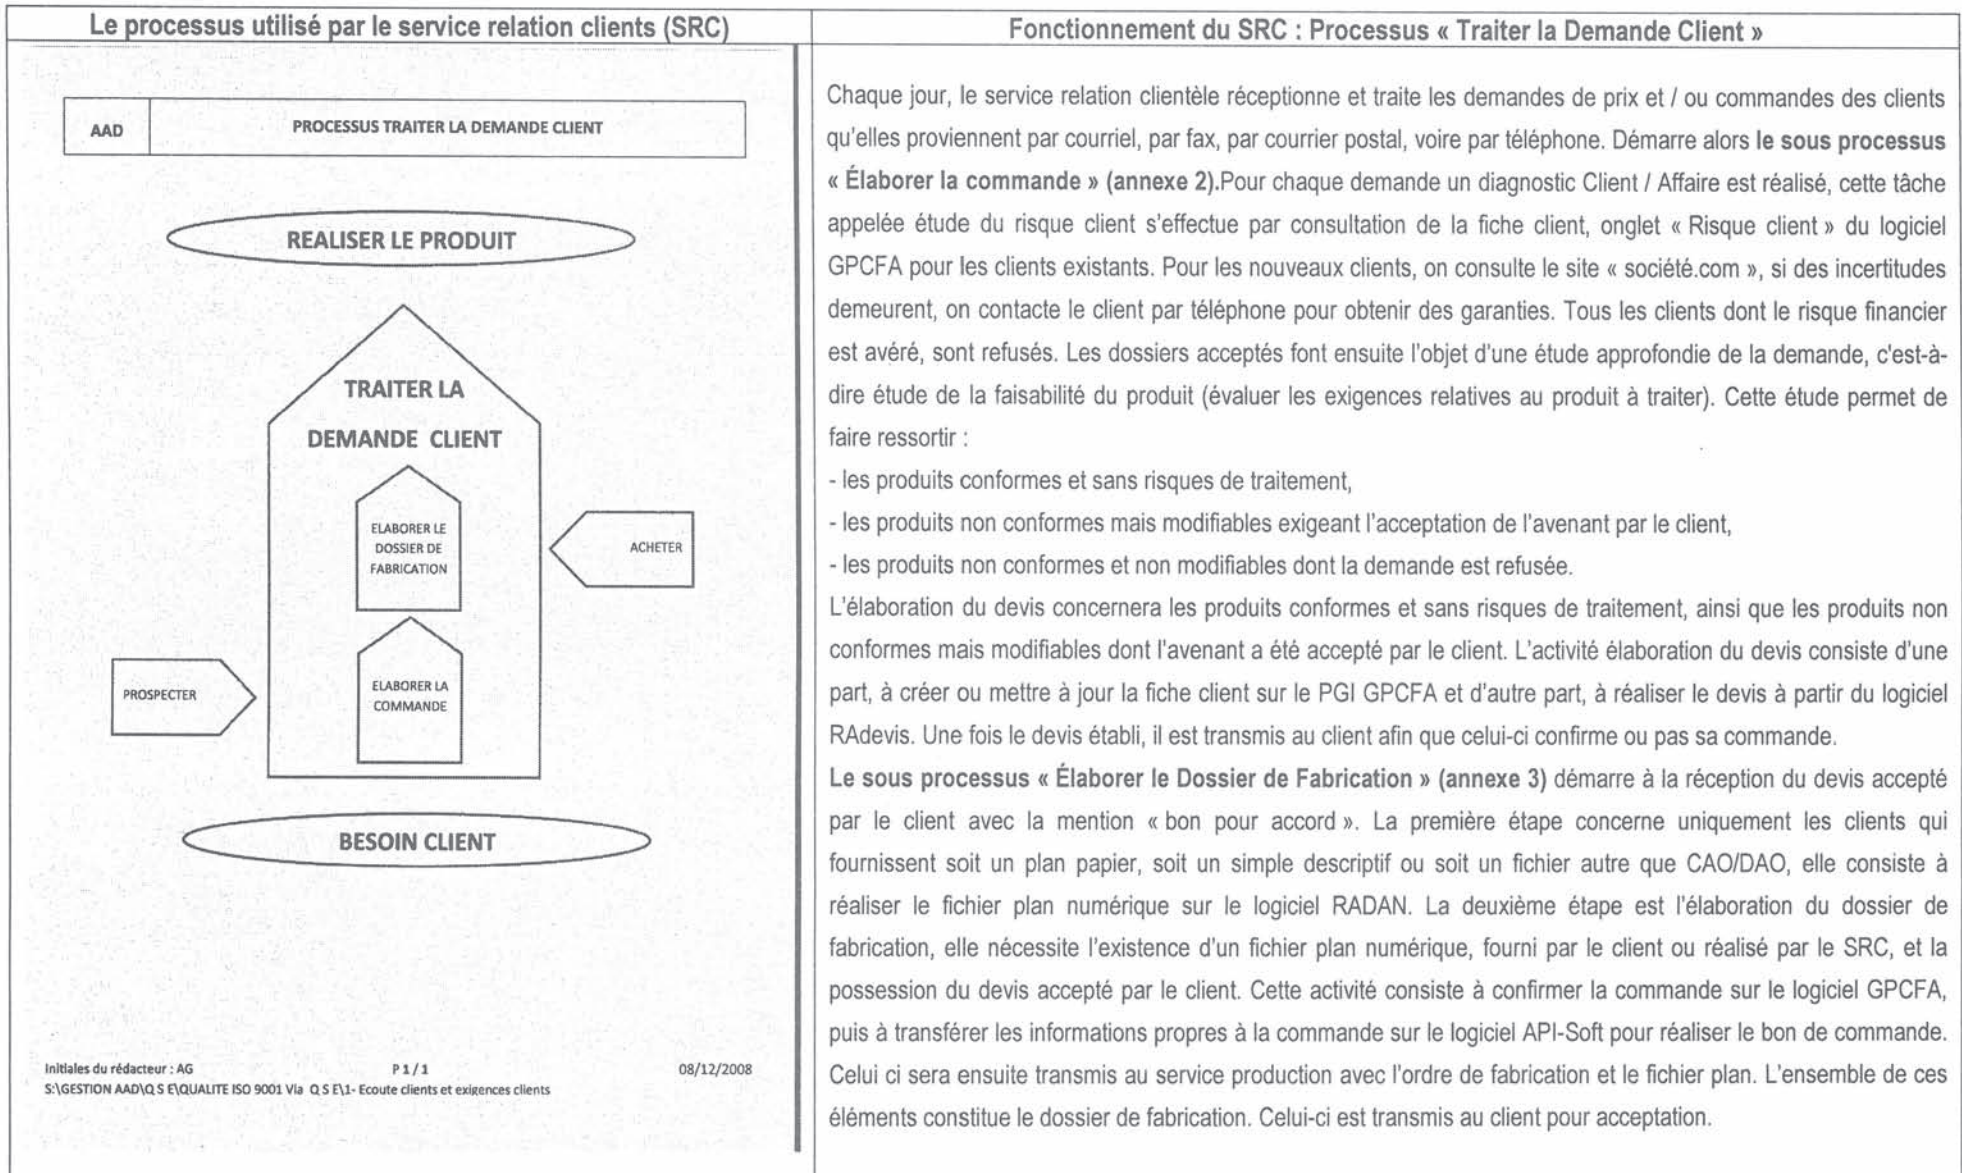 Le processus utilisé par le service relation clients (SRC)
AAD
PROCESSUS TRAITER LA DEMANDE CLIENT
REALISER LE PRODUIT
TRAITER LA
DEMANDE CLIENT
ELABORER LE
DOSSIER DE
FABRICATION
ACHETER
PROSPECTER
ELABORER LA
COMMANDE
BESOIN CLIENT
Initiales du rédacteur : AG
P 1 / 1
08/12/2008
S:\GESTION AAD\Q S E\QUALITE ISO 9001 Via Q S E\1- Ecoute clients et exigences clients
Fonctionnement du SRC : Processus « Traiter la Demande Client »
Chaque jour, le service relation clientèle réceptionne et traite les demandes de prix et / ou commandes des clients
qu'elles proviennent par courriel, par fax, par courrier postal, voire par téléphone. Démarre alors le sous processus
« Élaborer la commande » (annexe 2).Pour chaque demande un diagnostic Client / Affaire est réalisé, cette tâche
appelée étude du risque client s'effectue par consultation de la fiche client, onglet « Risque client » du logiciel
GPCFA pour les clients existants. Pour les nouveaux clients, on consulte le site « société.com », si des incertitudes
demeurent, on contacte le client par téléphone pour obtenir des garanties. Tous les clients dont le risque financier
est avéré, sont refusés. Les dossiers acceptés font ensuite l'objet d'une étude approfondie de la demande, c'est-à-
dire étude de la faisabilité du produit (évaluer les exigences relatives au produit à traiter). Cette étude permet de
faire ressortir :
- les produits conformes et sans risques de traitement,
- les produits non conformes mais modifiables exigeant l'acceptation de l'avenant par le client,
- les produits non conformes et non modifiables dont la demande est refusée.
L'élaboration du devis concernera les produits conformes et sans risques de traitement, ainsi que les produits non
conformes mais modifiables dont l'avenant a été accepté par le client. L'activité élaboration du devis consiste d'une
part, à créer ou mettre à jour la fiche client sur le PGI GPCFA et d'autre part, à réaliser le devis à partir du logiciel
RAdevis. Une fois le devis établi, il est transmis au client afin que celui-ci confirme ou pas sa commande.
Le sous processus « Élaborer le Dossier de Fabrication » (annexe 3) démarre à la réception du devis accepté
par le client avec la mention « bon pour accord ». La première étape concerne uniquement les clients qui
fournissent soit un plan papier, soit un simple descriptif ou soit un fichier autre que CAO/DAO, elle consiste à
réaliser le fichier plan numérique sur le logiciel RADAN. La deuxième étape est l'élaboration du dossier de
fabrication, elle nécessite l'existence d'un fichier plan numérique, fourni par le client ou réalisé par le SRC, et la
possession du devis accepté par le client. Cette activité consiste à confirmer la commande sur le logiciel GPCFA,
puis à transférer les informations propres à la commande sur le logiciel API-Soft pour réaliser le bon de commande.
Celui ci sera ensuite transmis au service production avec l'ordre de fabrication et le fichier plan. L'ensemble de ces
éléments constitue le dossier de fabrication. Celui-ci est transmis au client pour acceptation.